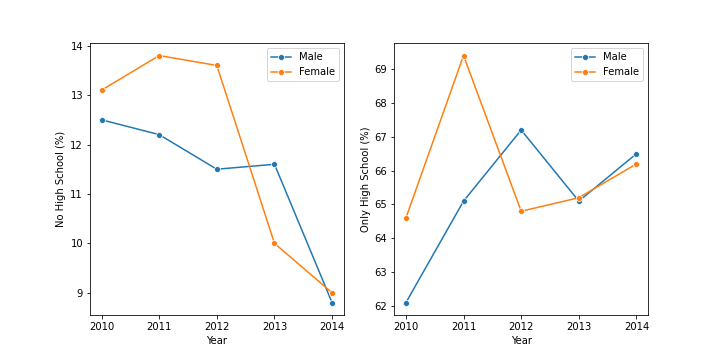 No High School (%)
14
13
12
11
10
9
Male
Female
2010 2011 2012 2013 2014
Year
Only High School (%)
69
68
67
66
65
64
63
62
Male
Female
2010 2011 2012 2013 2014
Year